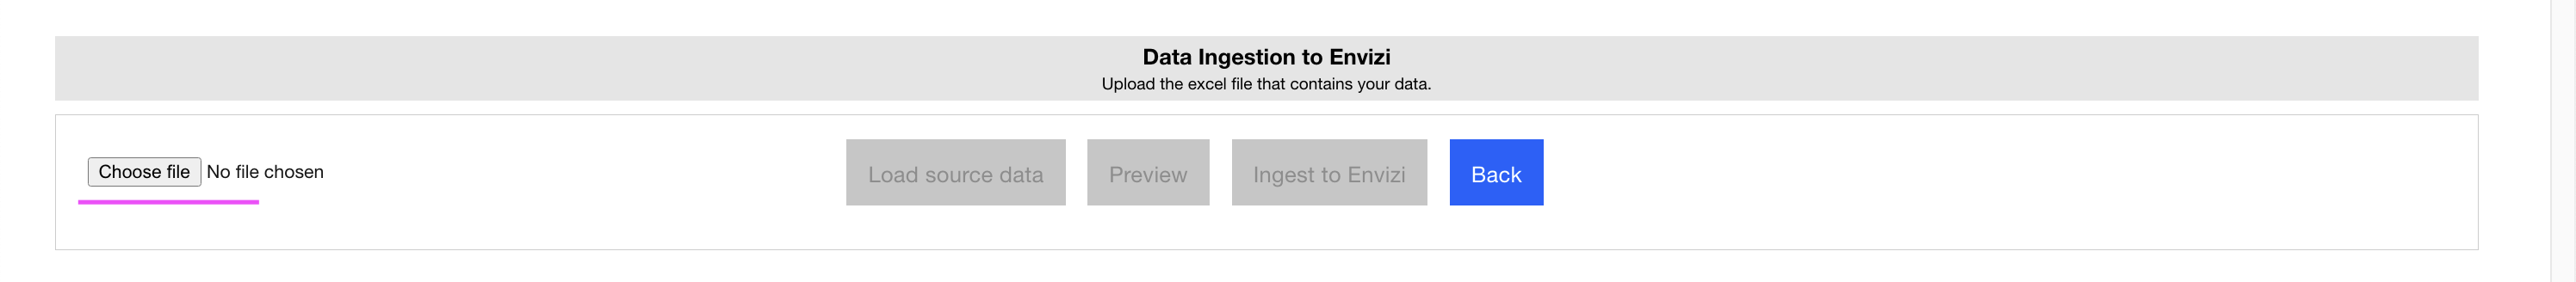 Data Ingestion to Envizi
Upload the excel file that contains your data.
Choose file No file chosen Load source data Preview Ingest to Envizi Back